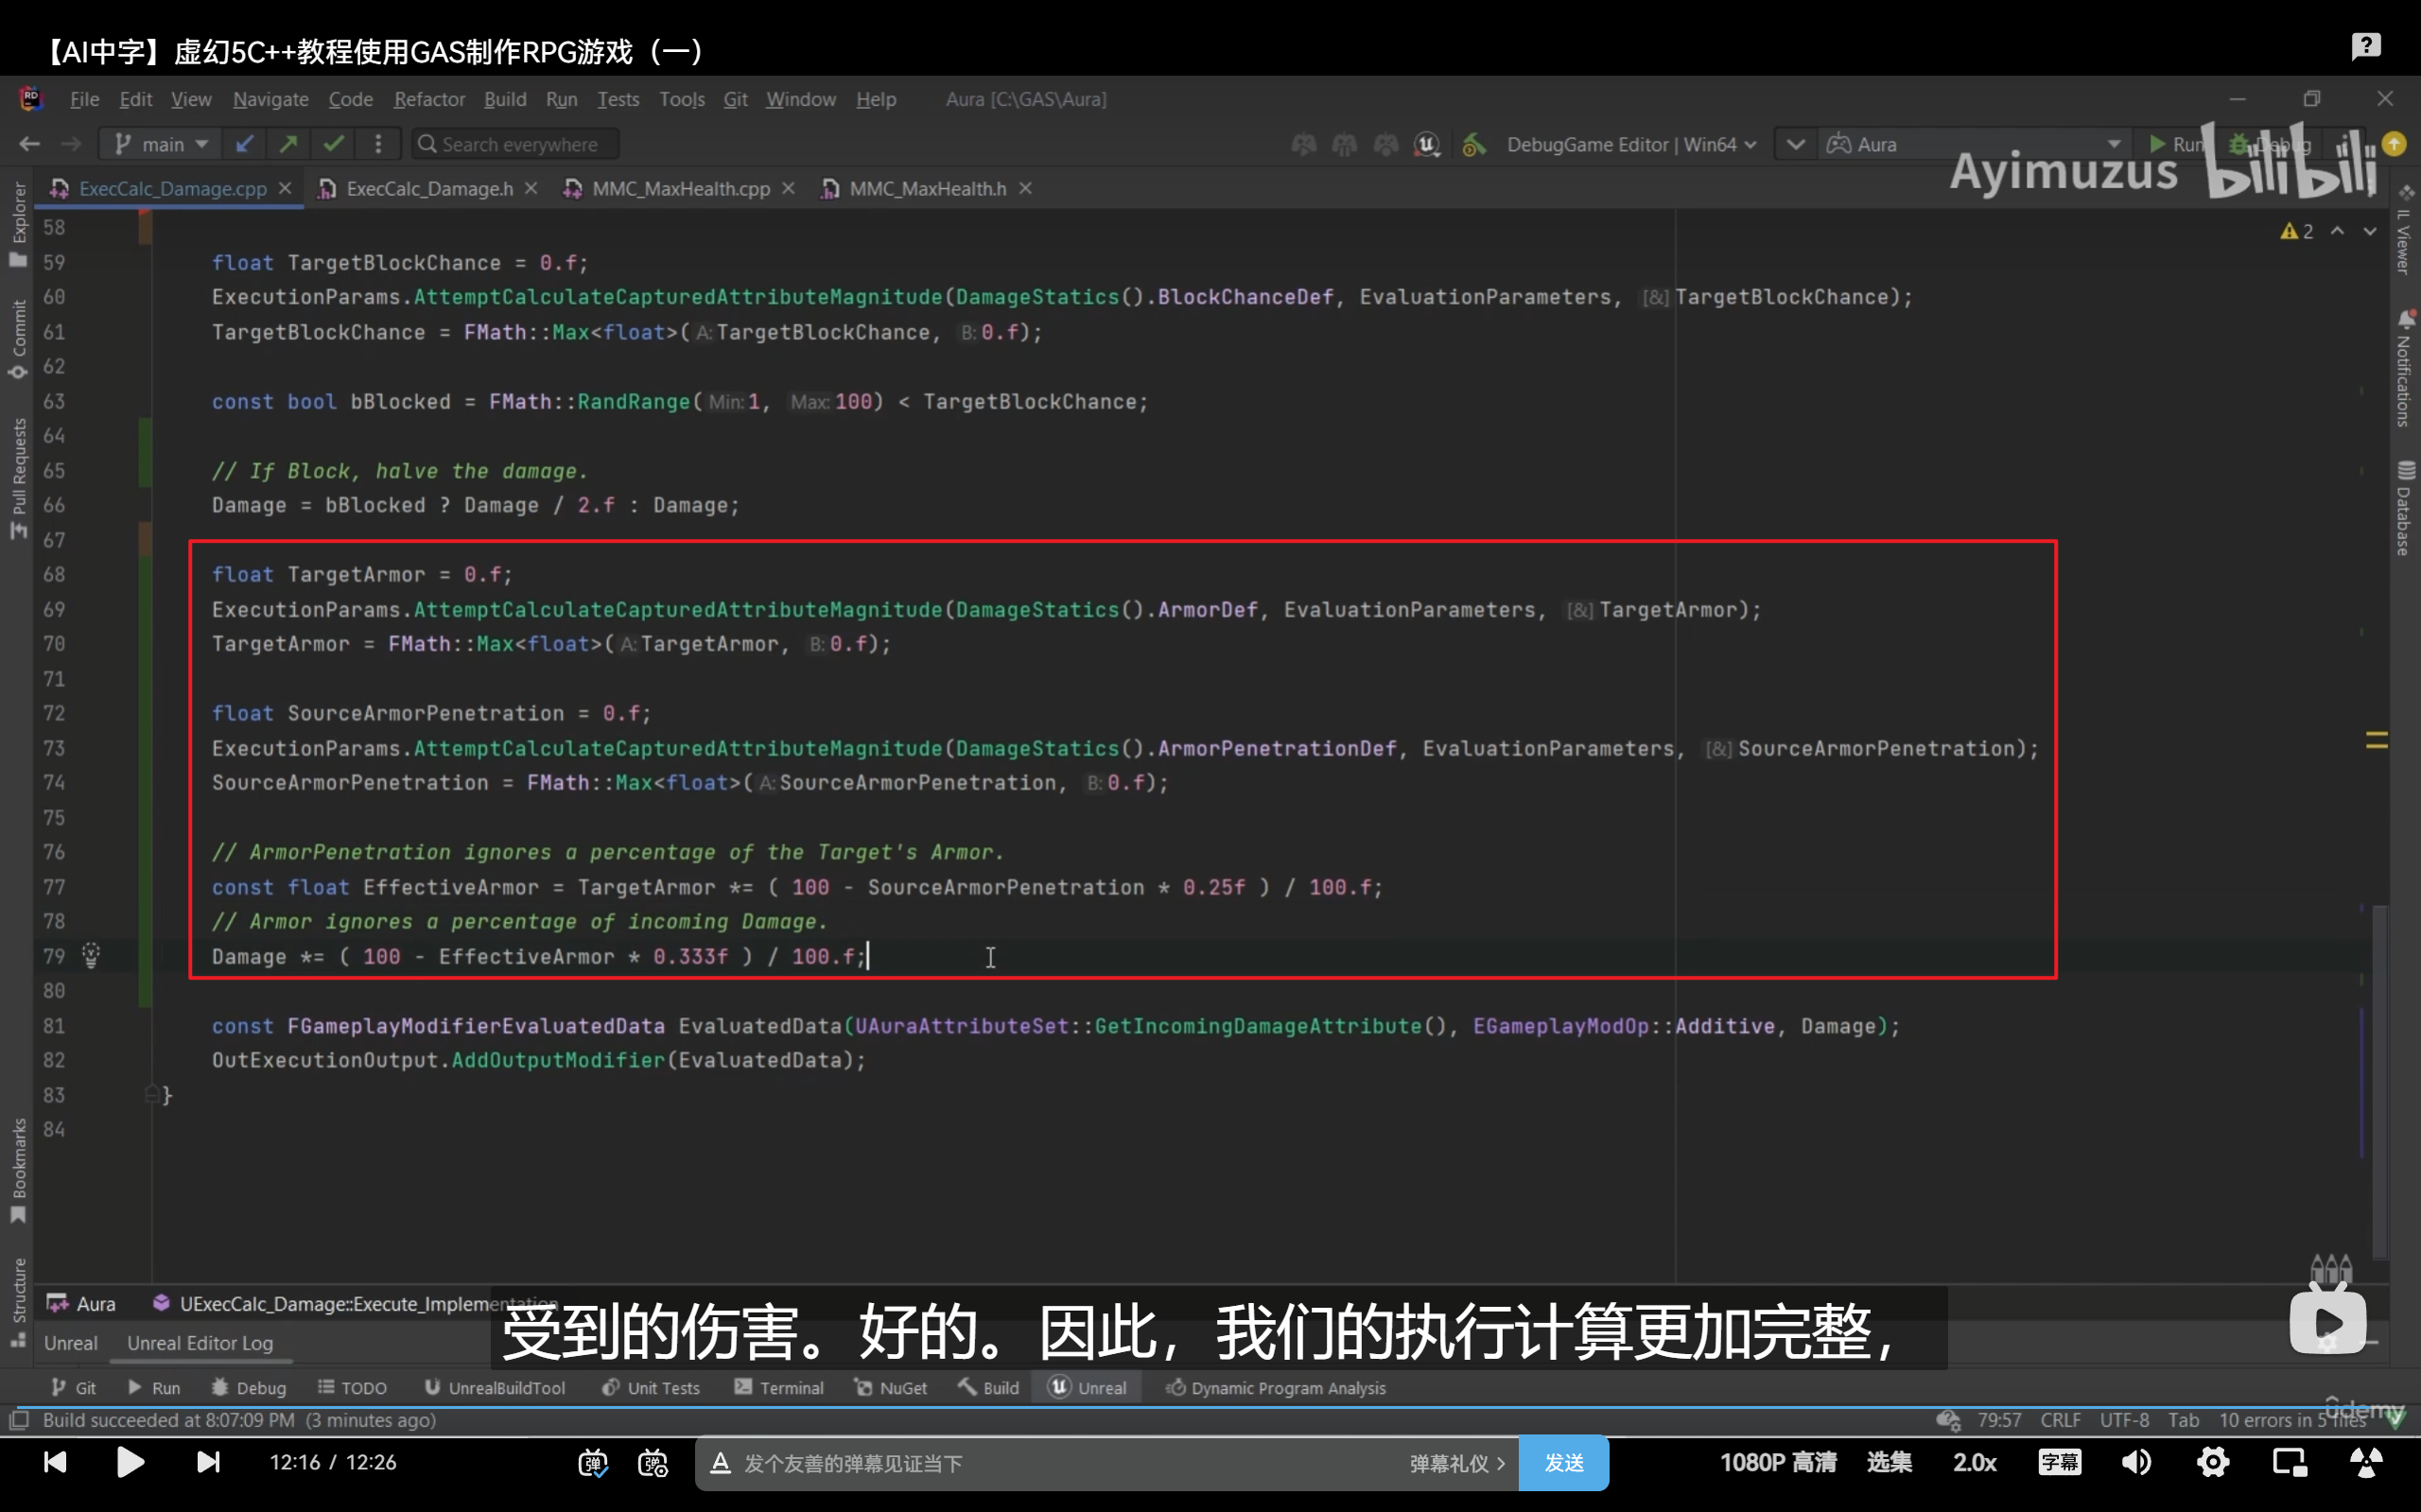 【AI中字】虚幻5C++教程使用GAS制作RPG游戏（一）
File Edit View Navigate Code Refactor Build Run Tests Tools Git Window Help Aura [C:\GAS\Aura]
main Search everywhere DebugGame Editor | Win64 Aura Run Debug
Ayimuzus bilibili
ExecCalc_Damage.cpp ExecCalc_Damage.h MMC_MaxHealth.cpp MMC_MaxHealth.h
Explorer
Commit
Pull Requests
Bookmarks
Structure
IL Viewer
Notifications
Database
2
58
59 float TargetBlockChance = 0.f;
60 ExecutionParams.AttemptCalculateCapturedAttributeMagnitude(DamageStatics().BlockChanceDef, EvaluationParameters, [&]TargetBlockChance);
61 TargetBlockChance = FMath::Max<float>(A:TargetBlockChance, B:0.f);
62
63 const bool bBlocked = FMath::RandRange(Min:1, Max:100) < TargetBlockChance;
64
65 // If Block, halve the damage.
66 Damage = bBlocked ? Damage / 2.f : Damage;
67
68 float TargetArmor = 0.f;
69 ExecutionParams.AttemptCalculateCapturedAttributeMagnitude(DamageStatics().ArmorDef, EvaluationParameters, [&]TargetArmor);
70 TargetArmor = FMath::Max<float>(A:TargetArmor, B:0.f);
71
72 float SourceArmorPenetration = 0.f;
73 ExecutionParams.AttemptCalculateCapturedAttributeMagnitude(DamageStatics().ArmorPenetrationDef, EvaluationParameters, [&]SourceArmorPenetration);
74 SourceArmorPenetration = FMath::Max<float>(A:SourceArmorPenetration, B:0.f);
75
76 // ArmorPenetration ignores a percentage of the Target's Armor.
77 const float EffectiveArmor = TargetArmor *= ( 100 - SourceArmorPenetration * 0.25f ) / 100.f;
78 // Armor ignores a percentage of incoming Damage.
79 Damage *= ( 100 - EffectiveArmor * 0.333f ) / 100.f;
80
81 const FGameplayModifierEvaluatedData EvaluatedData(UAuraAttributeSet::GetIncomingDamageAttribute(), EGameplayModOp::Additive, Damage);
82 OutExecutionOutput.AddOutputModifier(EvaluatedData);
83 }
84
Aura UExecCalc_Damage::Execute_Implementation
受到的伤害。好的。因此，我们的执行计算更加完整，
Unreal Unreal Editor Log
Git Run Debug TODO UnrealBuildTool Unit Tests Terminal NuGet Build Unreal Dynamic Program Analysis
Build succeeded at 8:07:09 PM (3 minutes ago) 79:57 CRLF UTF-8 Tab 10 errors in 5 files
ûdemy
12:16 / 12:26 弹 弹 A 发个友善的弹幕见证当下 弹幕礼仪 > 发送 1080P 高清 选集 2.0x 字幕